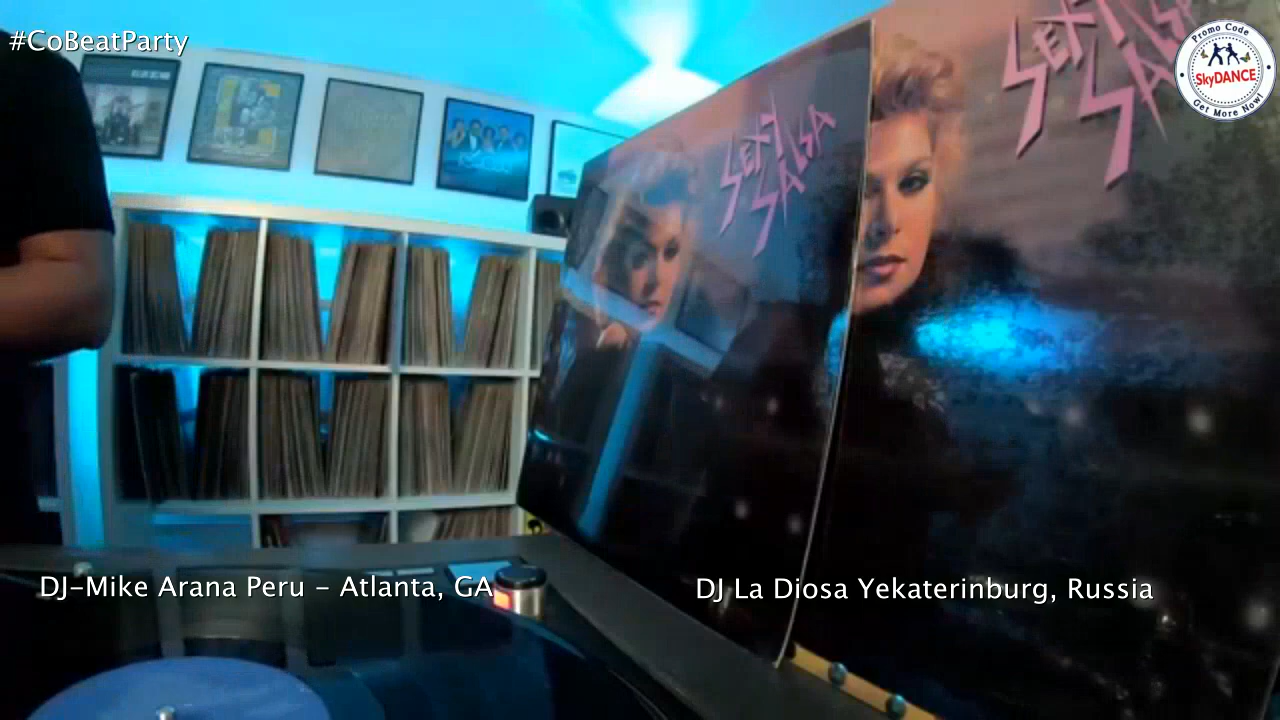 #CoBeatParty
Promo Code
SkyDANCE
Get More Now!
SEXY
SALSA
SEXY
SALSA
DJ-Mike Arana Peru - Atlanta, GA
DJ La Diosa Yekaterinburg, Russia